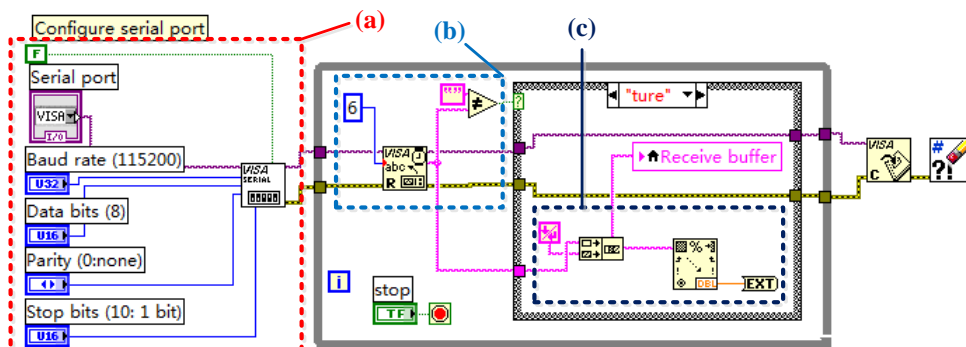 (a)
Configure serial port
(b)
(c)
F
Serial port
VISA
I/O
"ture"
6
""
≠
?
VISA
abc
R
Receive buffer
VISA
C
#
?!
Baud rate (115200)
U32
VISA
SERIAL
Data bits (8)
U16
Parity (0:none)
%
DBL
EXT
i
stop
TF
Stop bits (10: 1 bit)
U16